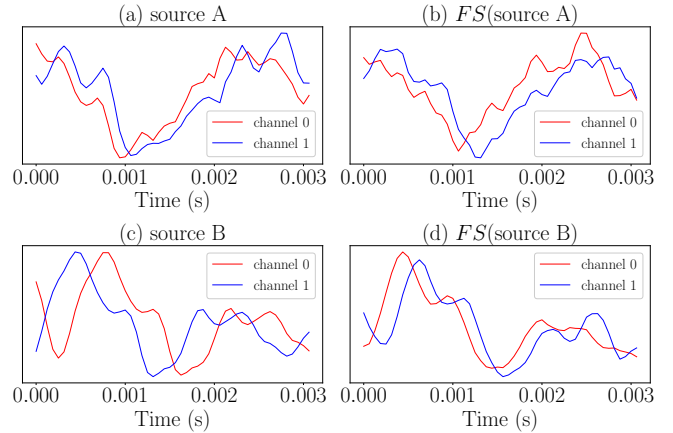 (a) source A
channel 0
channel 1
0.000 0.001 0.002 0.003
Time (s)
(b) FS(source A)
channel 0
channel 1
0.000 0.001 0.002 0.003
Time (s)
(c) source B
channel 0
channel 1
0.000 0.001 0.002 0.003
Time (s)
(d) FS(source B)
channel 0
channel 1
0.000 0.001 0.002 0.003
Time (s)